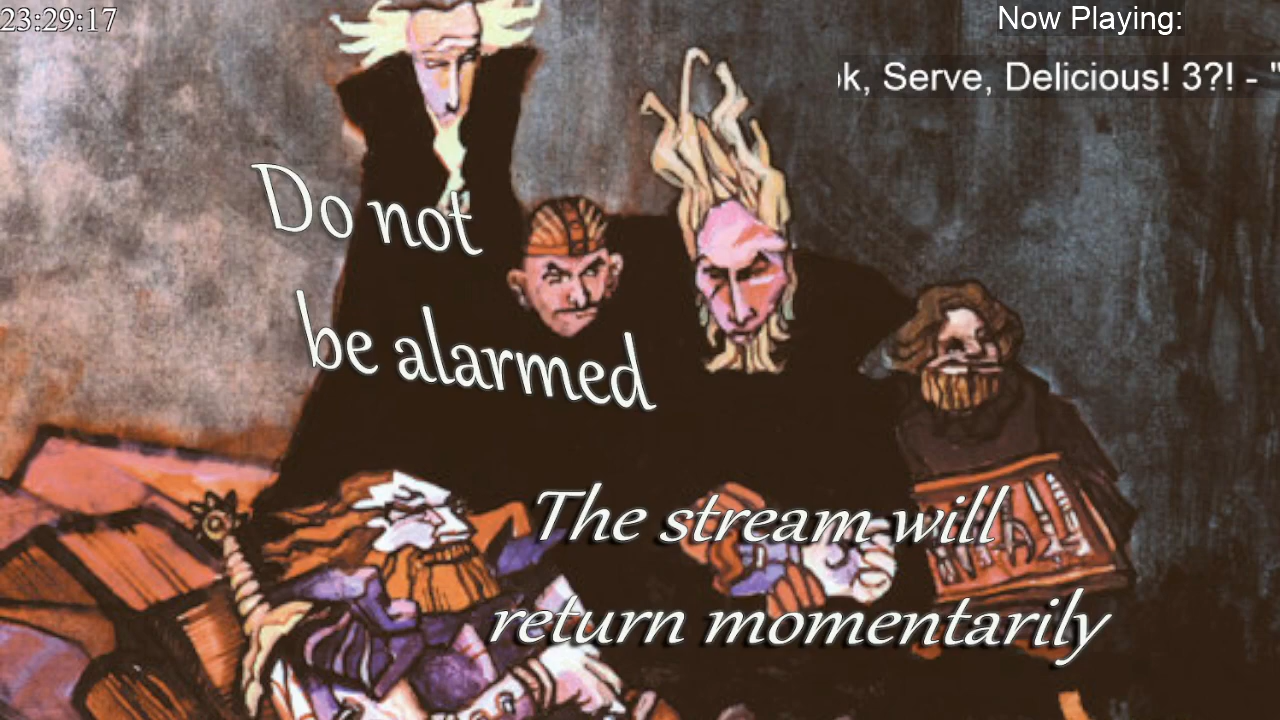 23:29:17
Now Playing:
k, Serve, Delicious! 3?! - "
Do not
be alarmed
The stream will
return momentarily